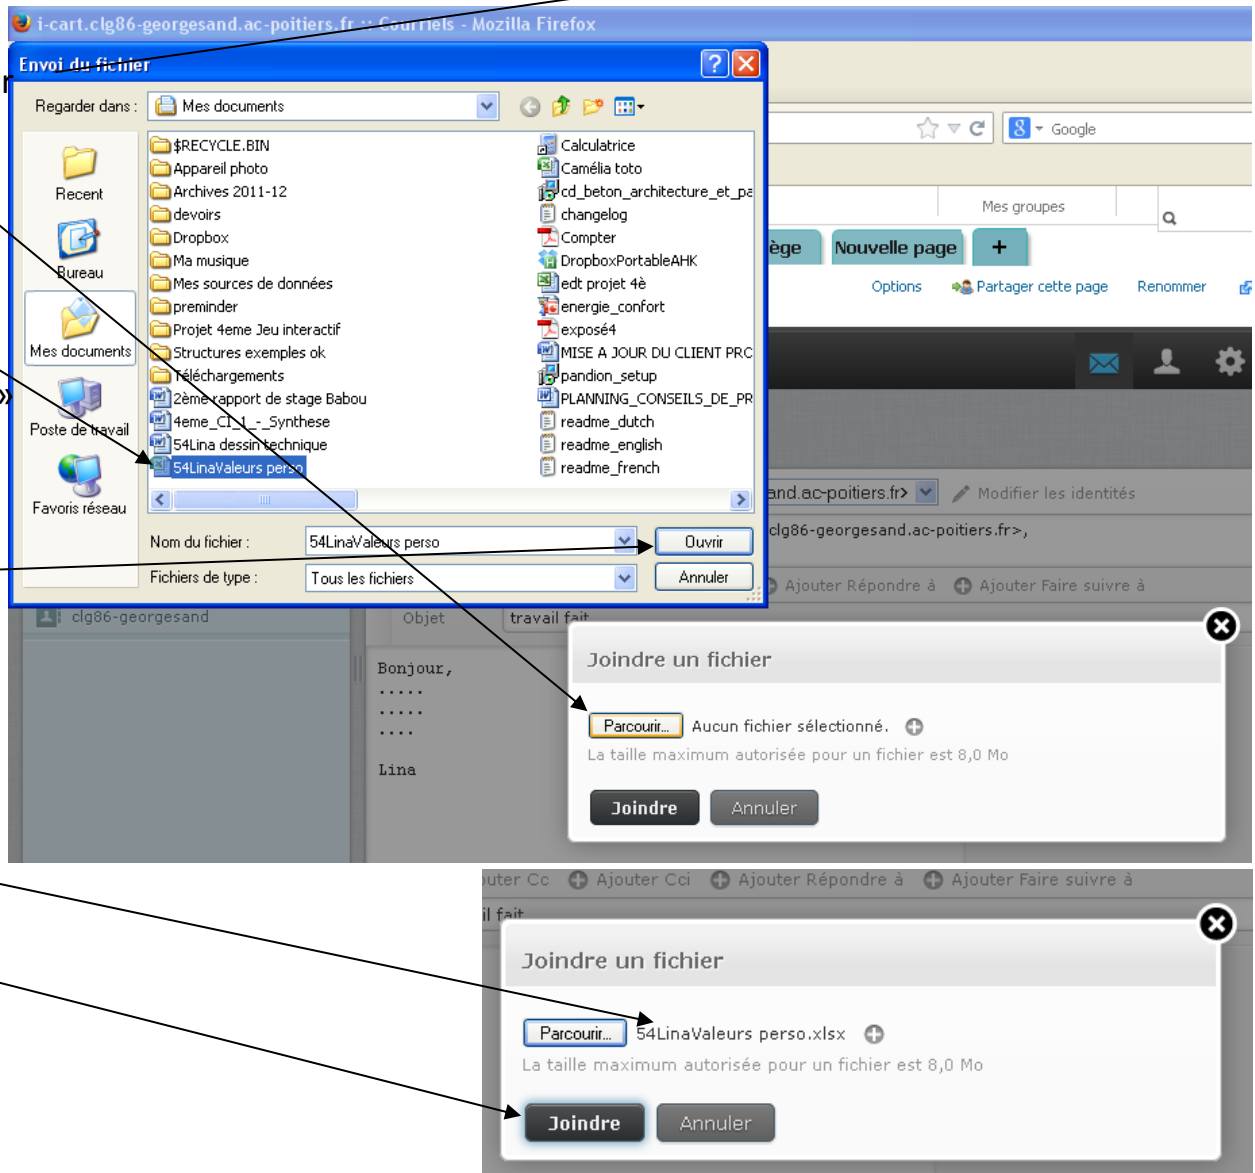 i-cart.clg86-georgesand.ac-poitiers.fr :: Courriels - Mozilla Firefox
Envoi du fichier
r
Regarder dans :
Mes documents
Google
Recent
Bureau
Mes documents
Poste de travail
Favoris réseau
$RECYCLE.BIN
Appareil photo
Archives 2011-12
devoirs
Dropbox
Ma musique
Mes sources de données
preminder
Projet 4eme Jeu interactif
Structures exemples ok
Téléchargements
2ème rapport de stage Babou
4eme_CI_1_-_Synthese
54Lina dessin technique
54LinaValeurs perso
Calculatrice
Camélia toto
cd_beton_architecture_et_pa
changelog
Compter
DropboxPortableAHK
edt projet 4è
energie_confort
exposé4
MISE A JOUR DU CLIENT PRO
pandion_setup
PLANNING_CONSEILS_DE_PR
readme_dutch
readme_english
readme_french
»
Nom du fichier :
54LinaValeurs perso
Ouvrir
Fichiers de type :
Tous les fichiers
Annuler
Mes groupes
ège
Nouvelle page
+
Options
Partager cette page
Renommer
and.ac-poitiers.fr>
Modifier les identités
clg86-georgesand.ac-poitiers.fr>,
Ajouter Répondre à
Ajouter Faire suivre à
clg86-georgesand
Objet
travail fait
Bonjour,
.....
.....
....
Lina
Joindre un fichier
Parcourir...
Aucun fichier sélectionné.
La taille maximum autorisée pour un fichier est 8,0 Mo
Joindre
Annuler
outer Cc
Ajouter Cci
Ajouter Répondre à
Ajouter Faire suivre à
il fait
Joindre un fichier
Parcourir...
54LinaValeurs perso.xlsx
La taille maximum autorisée pour un fichier est 8,0 Mo
Joindre
Annuler